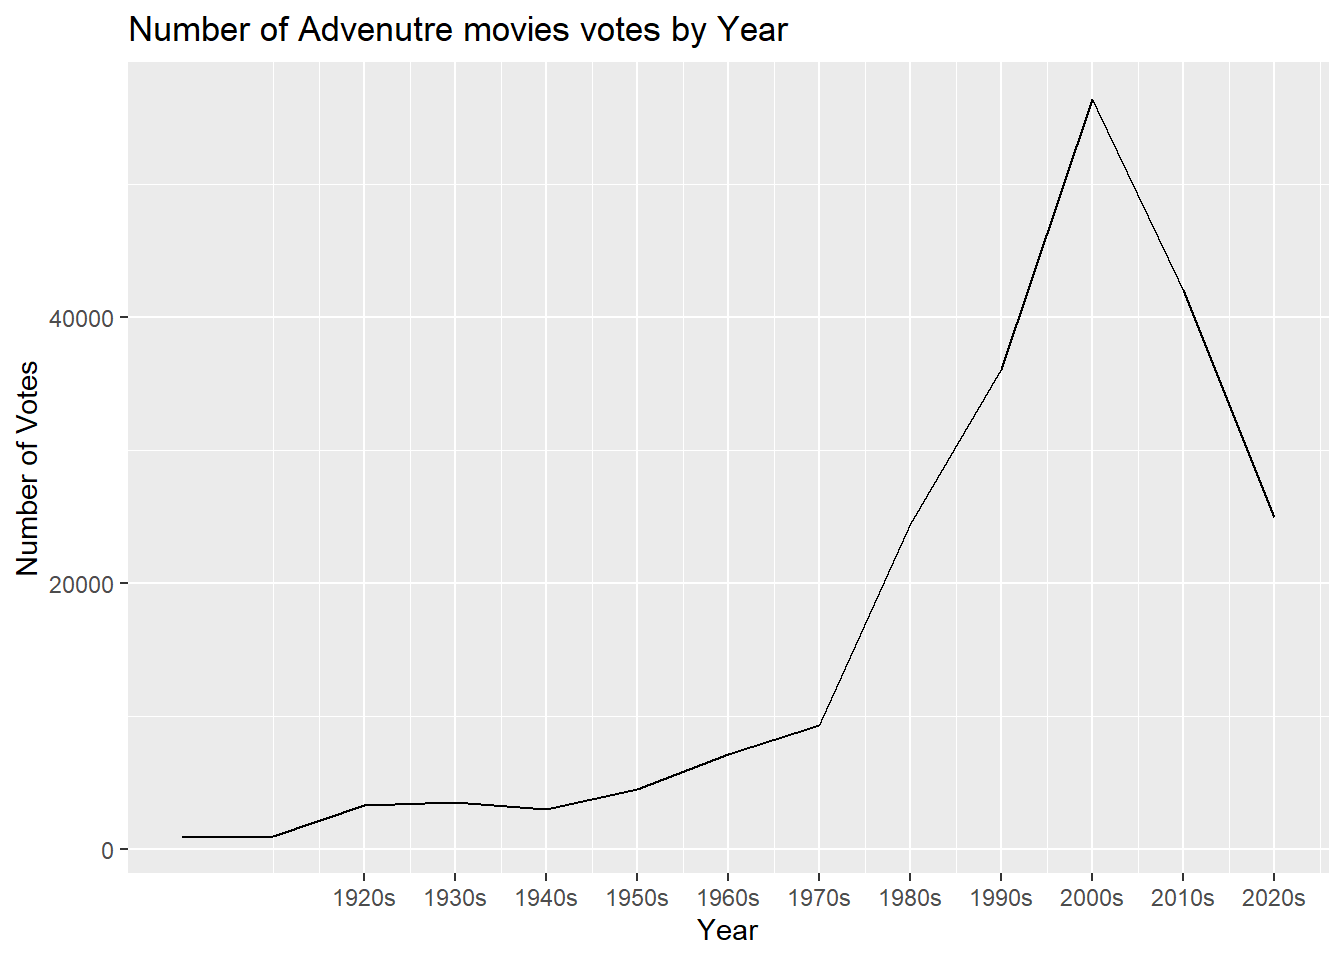 Number of Advenutre movies votes by Year
Number of Votes
40000
20000
0
1920s 1930s 1940s 1950s 1960s 1970s 1980s 1990s 2000s 2010s 2020s
Year